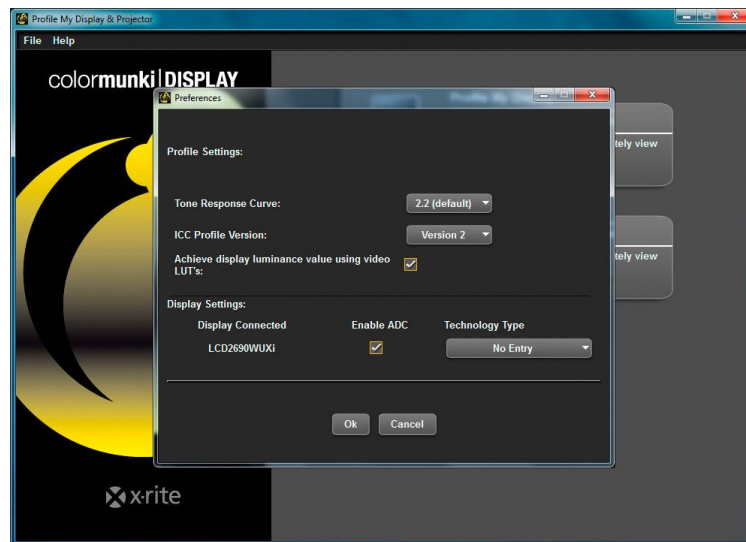 Profile My Display & Projector
File Help
colormunki DISPLAY
Preferences
tely view
Profile Settings:
Tone Response Curve: 2.2 (default)
ICC Profile Version: Version 2
Achieve display luminance value using video
LUT's:
tely view
Display Settings:
Display Connected Enable ADC Technology Type
LCD2690WUXi No Entry
Ok Cancel
x·rite